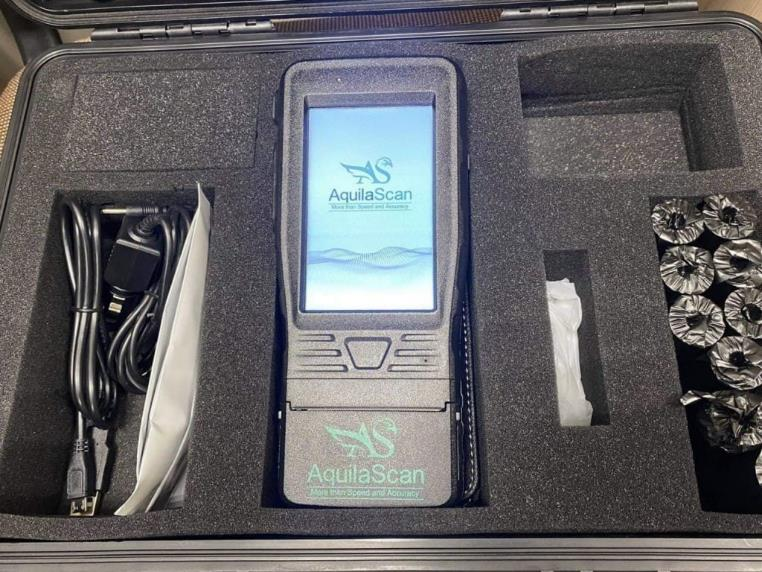 AS
AquilaScan
More than Speed and Accuracy
AS
AquilaScan
More than Speed and Accuracy